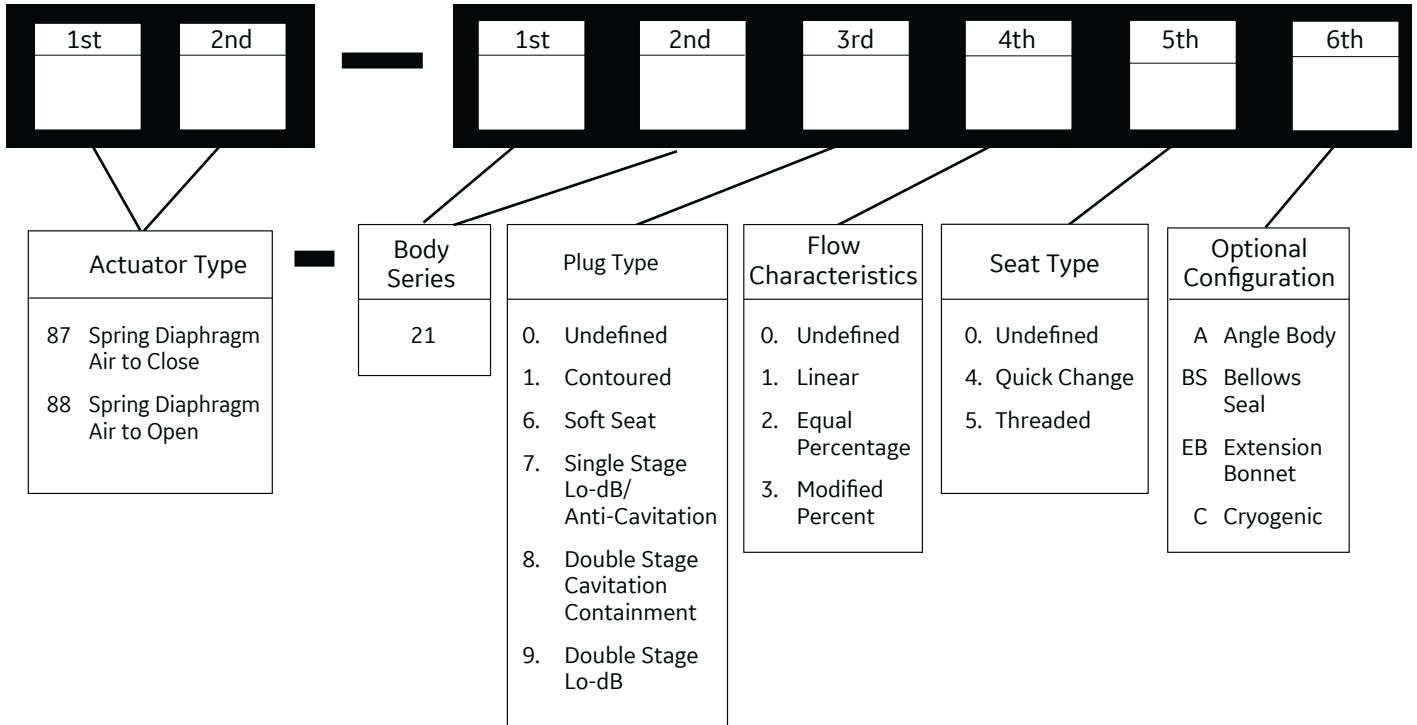 1st 2nd 1st 2nd 3rd 4th 5th 6th
Actuator Type
87 Spring Diaphragm
Air to Close
88 Spring Diaphragm
Air to Open
Body
Series
21
Plug Type
0. Undefined
1. Contoured
6. Soft Seat
7. Single Stage
Lo-dB/
Anti-Cavitation
8. Double Stage
Cavitation
Containment
9. Double Stage
Lo-dB
Flow
Characteristics
0. Undefined
1. Linear
2. Equal
Percentage
3. Modified
Percent
Seat Type
0. Undefined
4. Quick Change
5. Threaded
Optional
Configuration
A Angle Body
BS Bellows
Seal
EB Extension
Bonnet
C Cryogenic